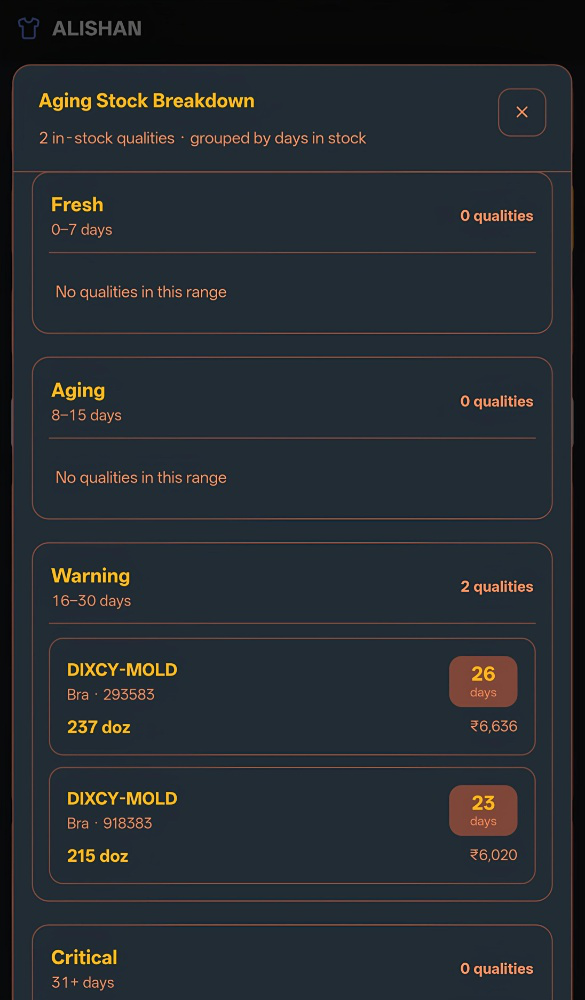 ALISHAN
Aging Stock Breakdown
2 in-stock qualities · grouped by days in stock
×
Fresh
0–7 days
0 qualities
No qualities in this range
Aging
8–15 days
0 qualities
No qualities in this range
Warning
16–30 days
2 qualities
DIXCY-MOLD
Bra · 293583
237 doz
26
days
₹6,636
DIXCY-MOLD
Bra · 918383
215 doz
23
days
₹6,020
Critical
31+ days
0 qualities